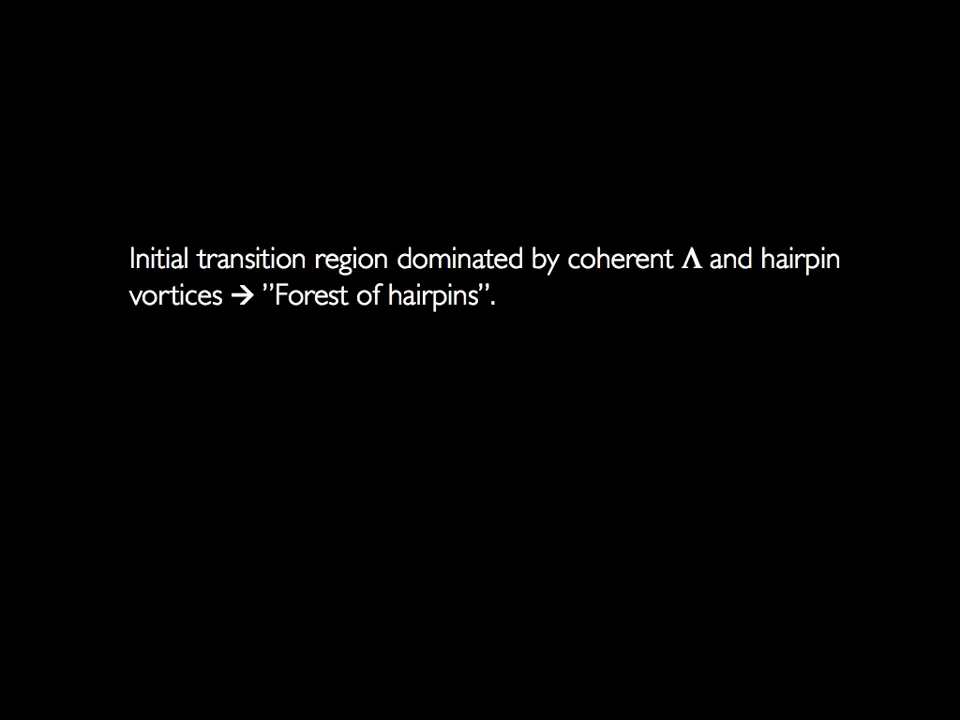 Initial transition region dominated by coherent Λ and hairpin
vortices → ”Forest of hairpins”.